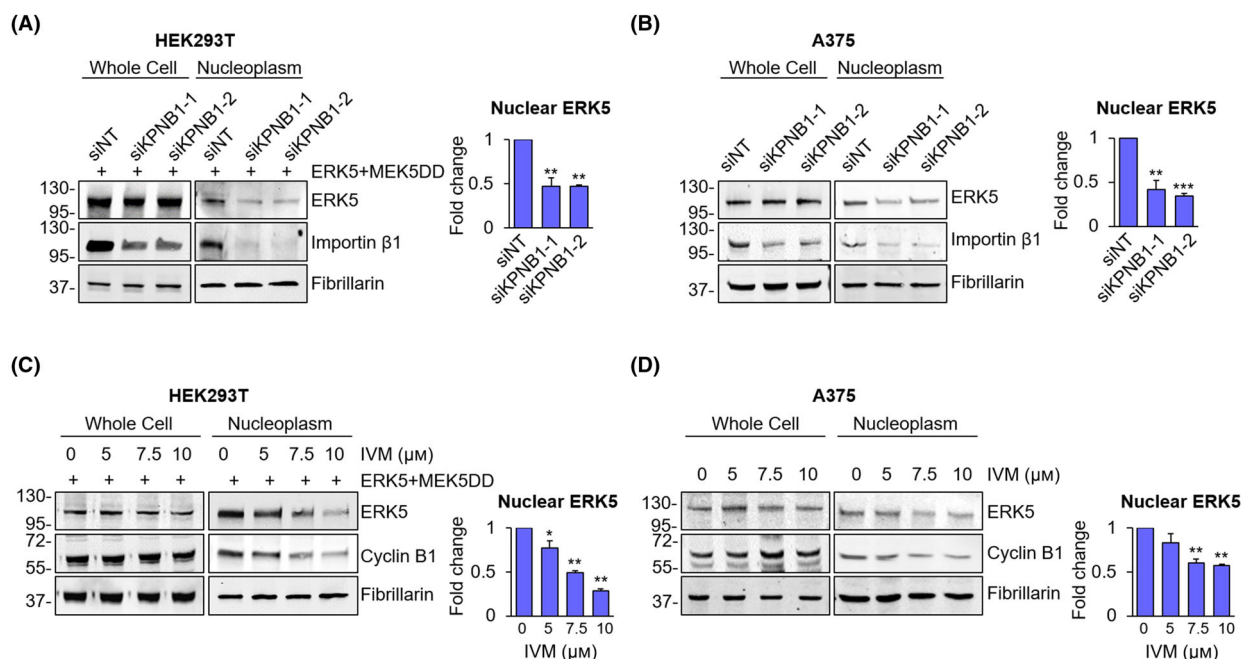 (A)
HEK293T
Whole Cell Nucleoplasm
siNT siKPNB1-1 siKPNB1-2 siNT siKPNB1-1 siKPNB1-2
+ + + + + + ERK5+MEK5DD
130-
95-
ERK5
130-
95-
Importin β1
37-
Fibrillarin
Nuclear ERK5
Fold change
1
0.5
0
** **
siNT siKPNB1-1 siKPNB1-2
(B)
A375
Whole Cell Nucleoplasm
siNT siKPNB1-1 siKPNB1-2 siNT siKPNB1-1 siKPNB1-2
130-
95-
ERK5
130-
95-
Importin β1
37-
Fibrillarin
Nuclear ERK5
Fold change
1
0.5
0
** ***
siNT siKPNB1-1 siKPNB1-2
(C)
HEK293T
Whole Cell Nucleoplasm
0 5 7.5 10 0 5 7.5 10 IVM (μM)
+ + + + + + + + ERK5+MEK5DD
130-
95-
ERK5
72-
55-
Cyclin B1
37-
Fibrillarin
Nuclear ERK5
Fold change
1
0.5
0
* ** **
0 5 7.5 10
IVM (μM)
(D)
A375
Whole Cell Nucleoplasm
0 5 7.5 10 0 5 7.5 10 IVM (μM)
130-
95-
ERK5
72-
55-
Cyclin B1
37-
Fibrillarin
Nuclear ERK5
Fold change
1
0.5
0
** **
0 5 7.5 10
IVM (μM)